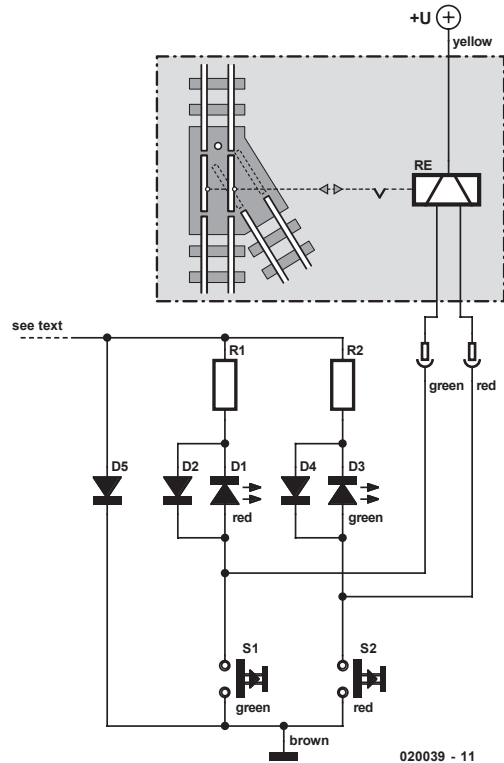 +U
yellow
RE
see text
R1
R2
green
red
D5
D2
D1
D4
D3
red
green
S1
S2
green
red
brown
020039 - 11